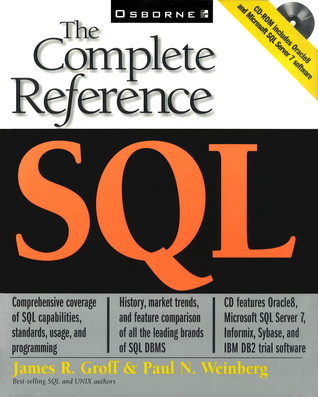 OSBORNE
CD-ROM includes Oracle8
and Microsoft SQL Server 7 software
The
Complete
Reference
SQL
Comprehensive coverage
of SQL capabilities,
standards, usage, and
programming
History, market trends,
and feature comparison
of all the leading brands
of SQL DBMS
CD features Oracle8,
Microsoft SQL Server 7,
Informix, Sybase, and
IBM DB2 trial software
James R. Groff & Paul N. Weinberg
Best-selling SQL and UNIX authors